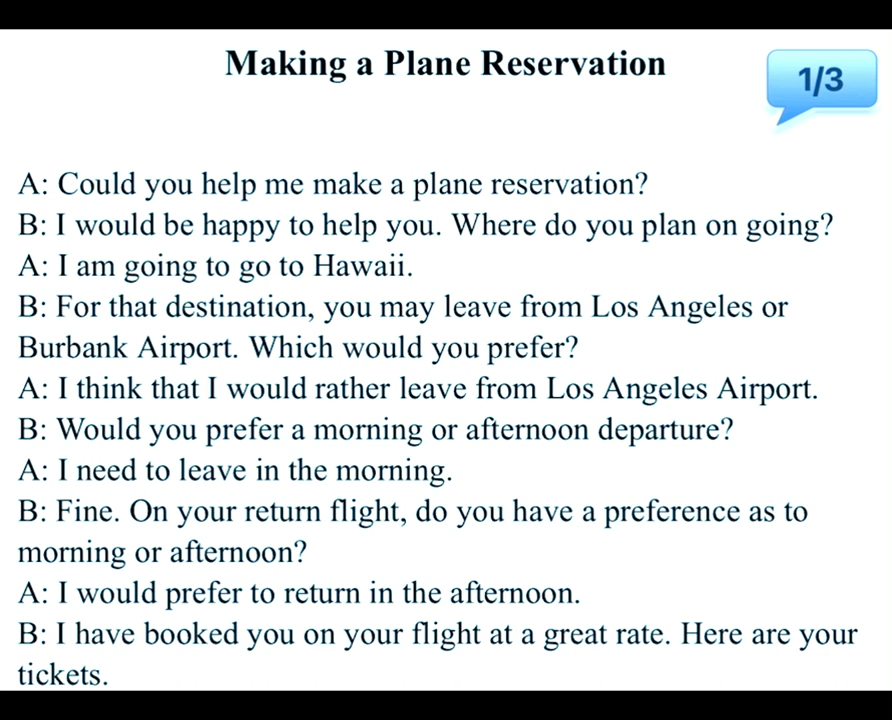 Making a Plane Reservation
1/3
A: Could you help me make a plane reservation?
B: I would be happy to help you. Where do you plan on going?
A: I am going to go to Hawaii.
B: For that destination, you may leave from Los Angeles or
Burbank Airport. Which would you prefer?
A: I think that I would rather leave from Los Angeles Airport.
B: Would you prefer a morning or afternoon departure?
A: I need to leave in the morning.
B: Fine. On your return flight, do you have a preference as to
morning or afternoon?
A: I would prefer to return in the afternoon.
B: I have booked you on your flight at a great rate. Here are your
tickets.